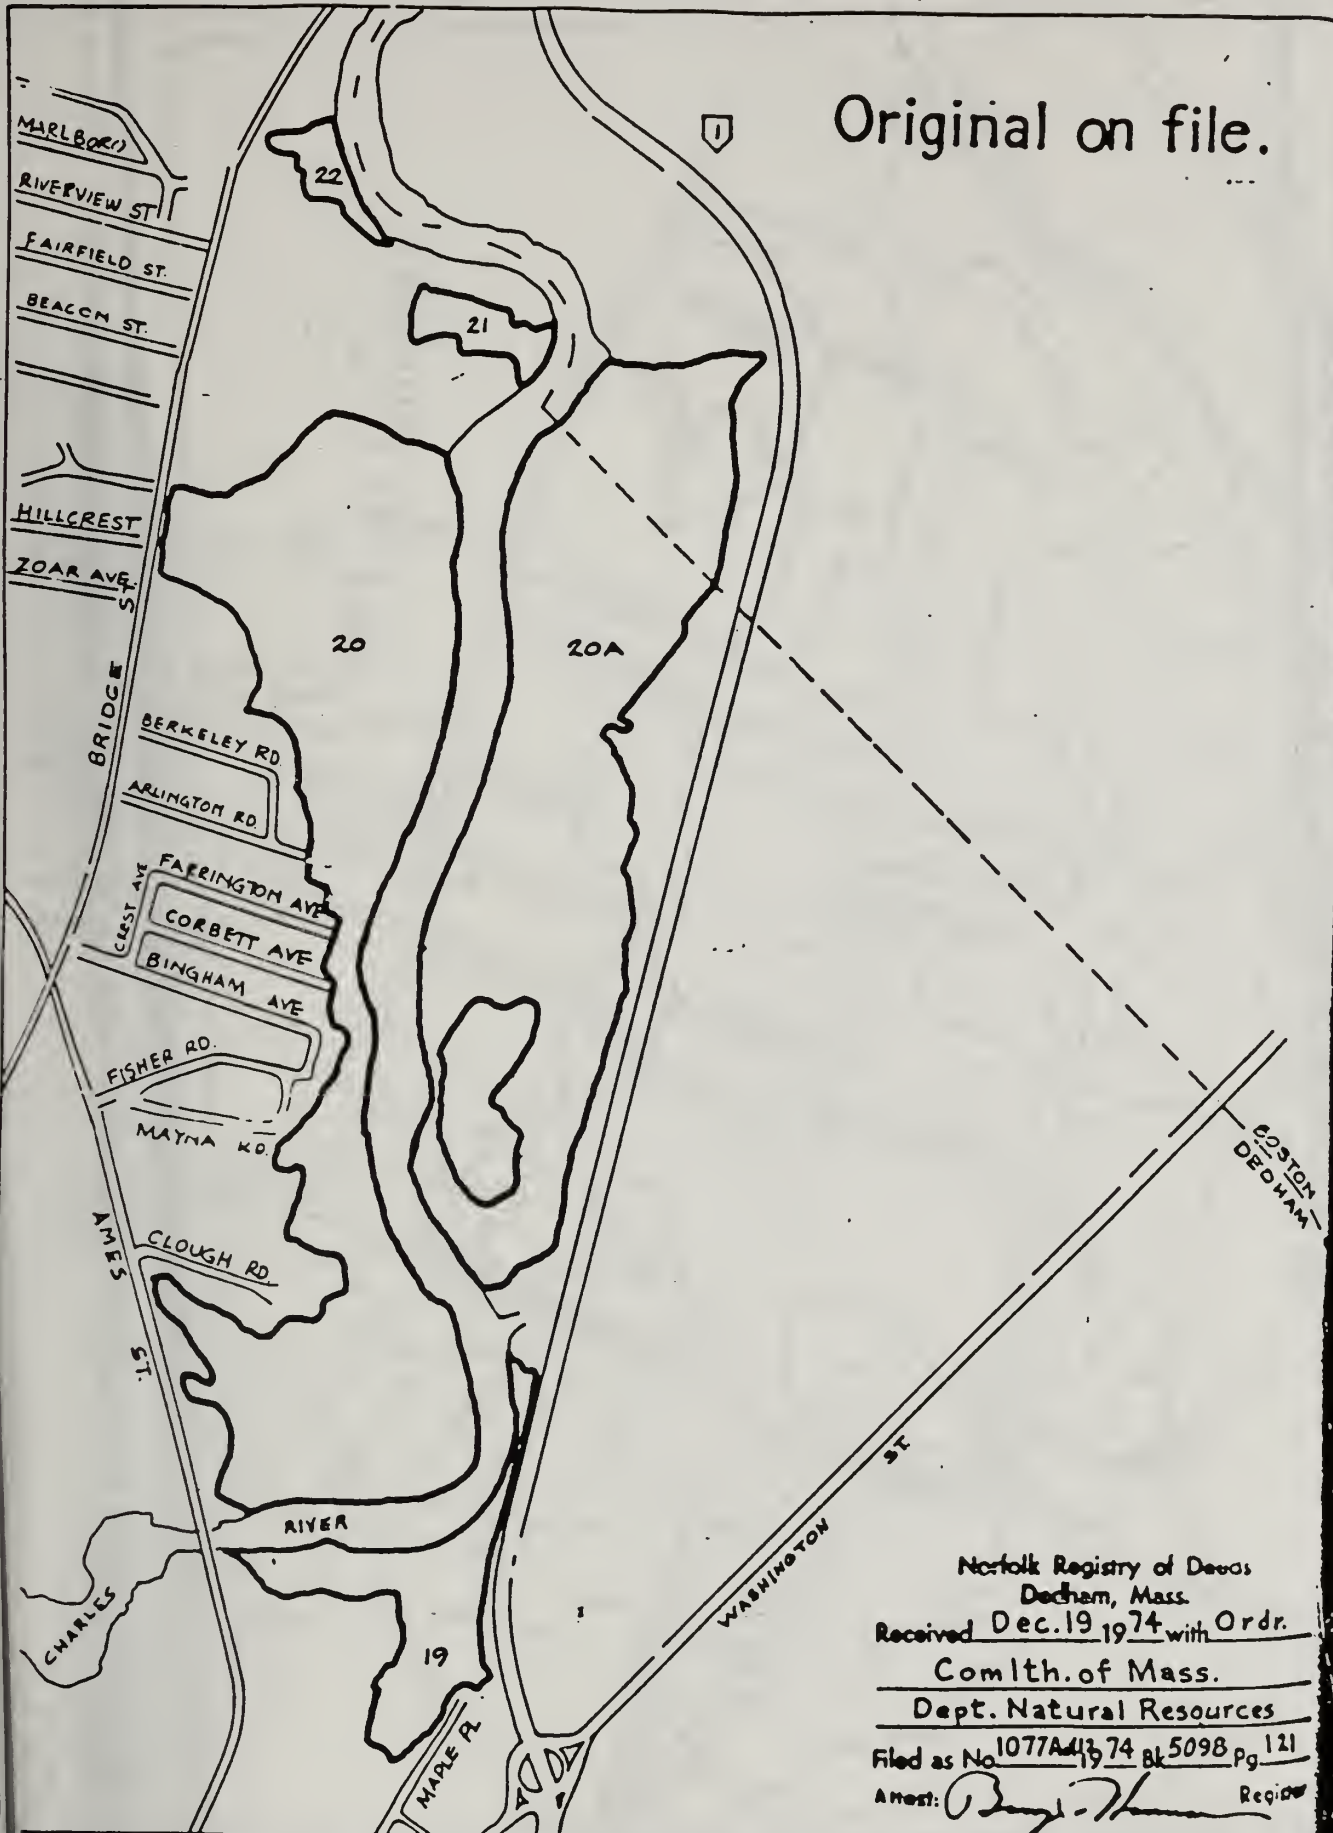 Original on file.
1
MARLBORO
RIVERVIEW ST
FAIRFIELD ST.
BEACON ST.
HILLCREST
ZOAR AVE.
BRIDGE ST.
22
21
20
20A
BERKELEY RD.
ARLINGTON RD.
CREST AVE
FARRINGTON AVE
CORBETT AVE
BINGHAM AVE
FISHER RD.
MAYNA RD.
AMES ST.
CLOUGH RD.
BOSTON
DEDHAM
CHARLES RIVER
19
MAPLE PL
WASHINGTON ST.
Norfolk Registry of Deeds
Dedham, Mass.
Received Dec. 19 1974 with Ordr.
Comlth. of Mass.
Dept. Natural Resources
Filed as No. 1077 1974 Bk 5098 Pg 121
Attest: Register